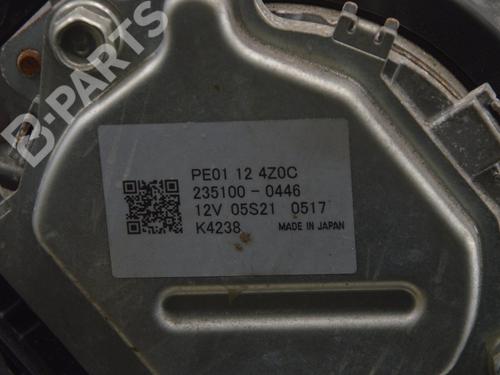 B-PARTS
PE01 12 4Z0C
235100-0446
12V 05S21 0517
K4238 MADE IN JAPAN